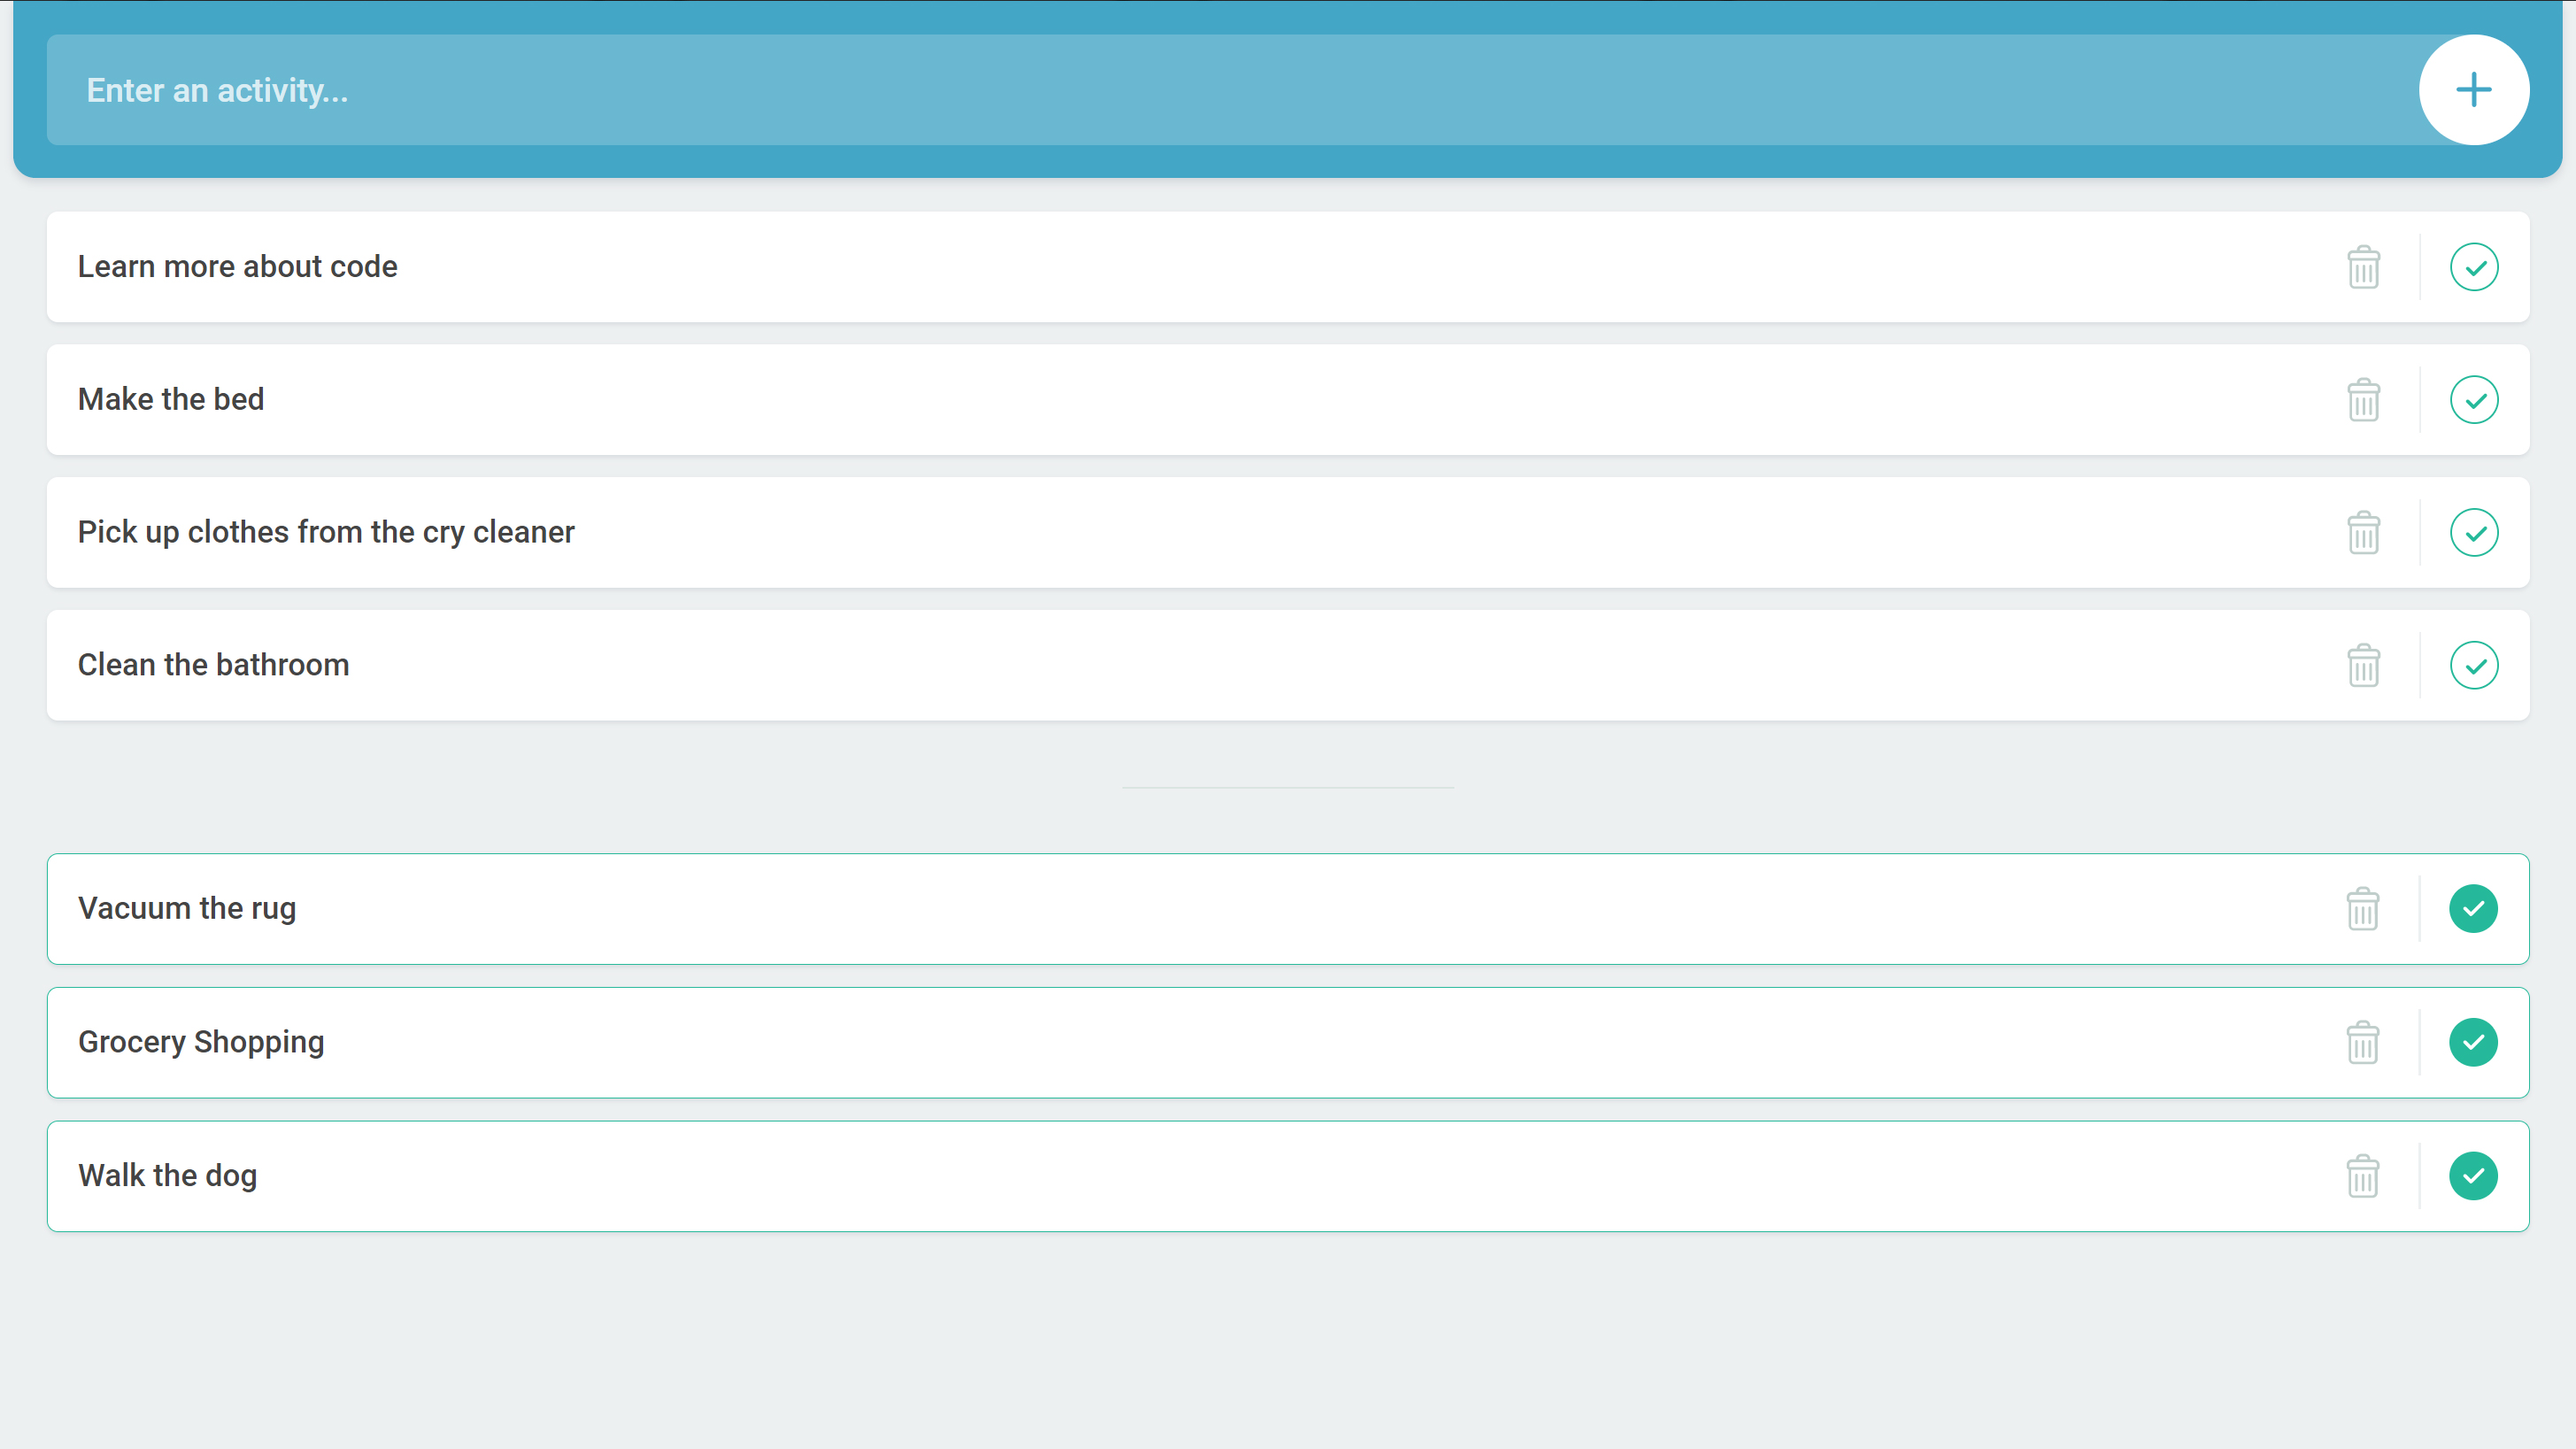 Enter an activity...
Learn more about code
Make the bed
Pick up clothes from the cry cleaner
Clean the bathroom
Vacuum the rug
Grocery Shopping
Walk the dog